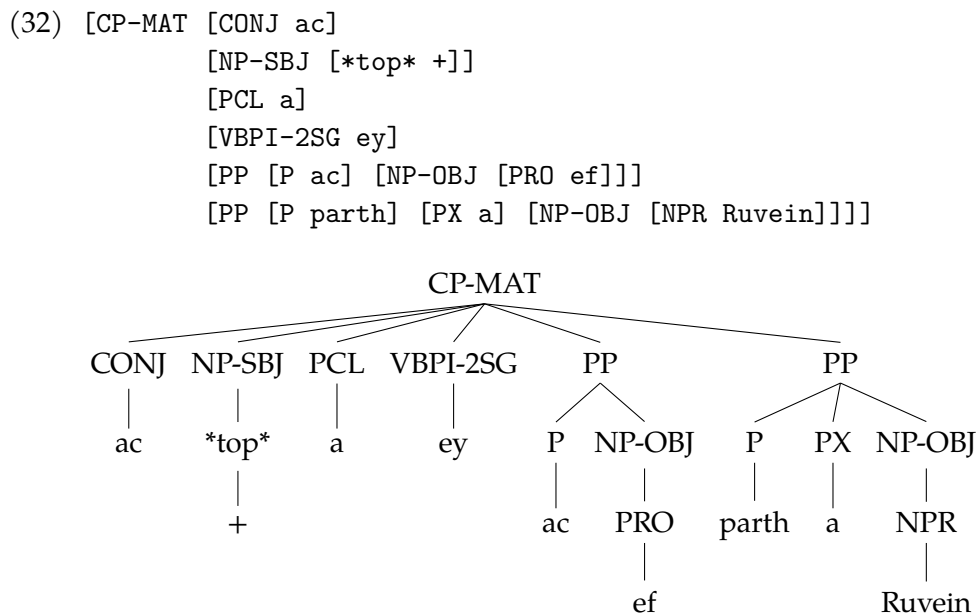 (32) [CP-MAT [CONJ ac]
[NP-SBJ [*top* +]]
[PCL a]
[VBPI-2SG ey]
[PP [P ac] [NP-OBJ [PRO ef]]]
[PP [P parth] [PX a] [NP-OBJ [NPR Ruvein]]]]
CP-MAT
CONJ NP-SBJ PCL VBPI-2SG PP PP
ac *top* a ey P NP-OBJ P PX NP-OBJ
+ ac PRO parth a NPR
ef Ruvein